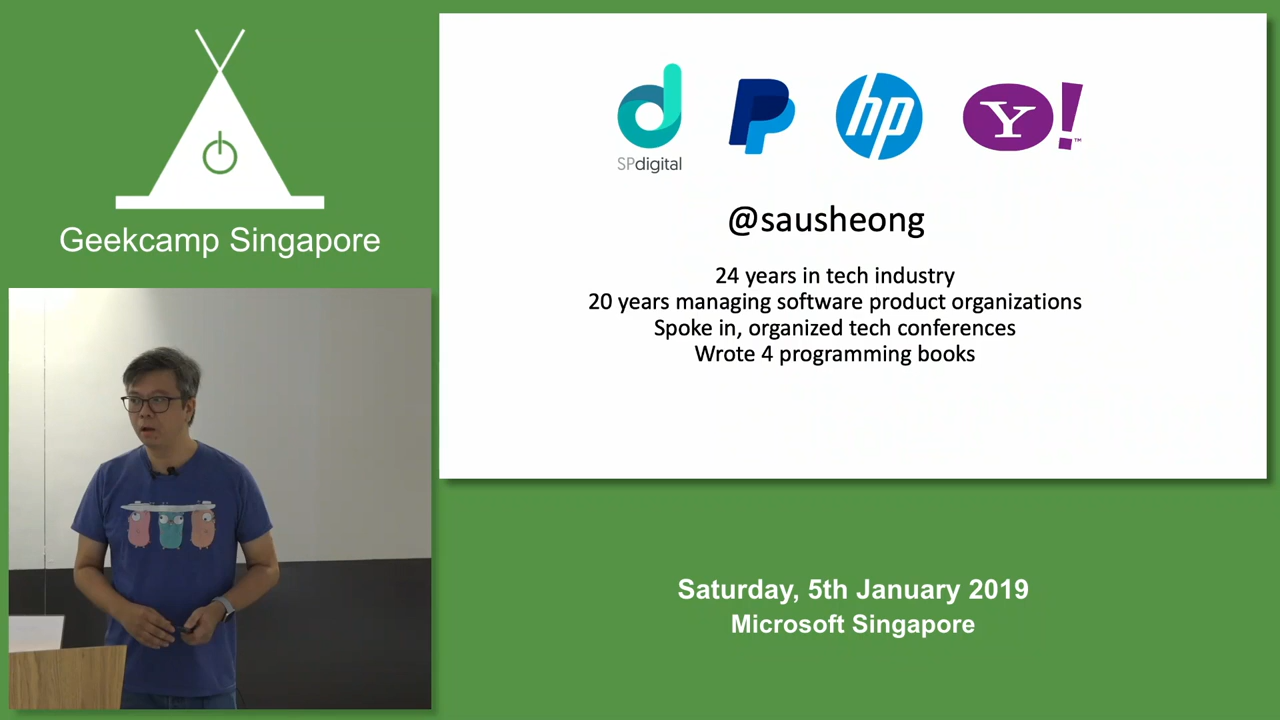 Geekcamp Singapore
SPdigital
hp
Y!
™
@sausheong
24 years in tech industry
20 years managing software product organizations
Spoke in, organized tech conferences
Wrote 4 programming books
Saturday, 5th January 2019
Microsoft Singapore